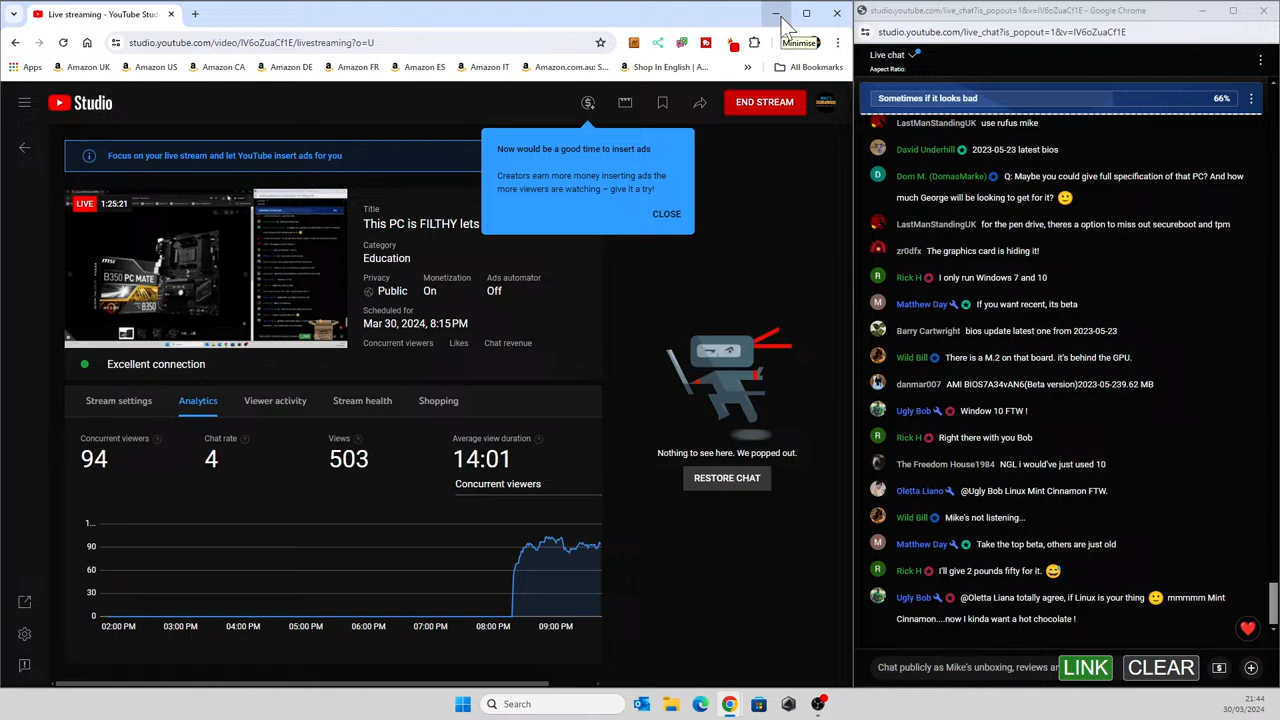 Live streaming - YouTube Stud
studio.youtube.com/live_chat?is_popout=1&v=IV6oZuaCf1E - Google Chrome
studio.youtube.com/video/IV6oZuaCf1E/livestreaming?o=U
Minimise
studio.youtube.com/live_chat?is_popout=1&v=IV6oZuaCf1E
Apps
Amazon UK
Amazon DE
Amazon FR
Amazon ES
Amazon IT
Amazon.com.au: S...
Shop In English | A...
All Bookmarks
Live chat
Aspect Ratio:
Studio
END STREAM
Focus on your live stream and let YouTube insert ads for you
Now would be a good time to insert ads
Creators earn more money inserting ads the
more viewers are watching – give it a try!
CLOSE
LIVE 1:25:21
B350 PC MATE
Title
This PC is FILTHY lets
Category
Education
Privacy
Public
On
Ads automator
Off
Scheduled for
Mar 30, 2024, 8:15 PM
Concurrent viewers Likes Chat revenue
Excellent connection
Stream settings Analytics Viewer activity Stream health Shopping
Concurrent viewers
94
Chat rate
4
Views
503
Average view duration
14:01
Concurrent viewers
1...
90
60
30
0
02:00 PM 03:00 PM 04:00 PM 05:00 PM 06:00 PM 07:00 PM 08:00 PM 09:00 PM
Nothing to see here. We popped out.
RESTORE CHAT
Sometimes if it looks bad 66%
LastManStandingUK use rufus mike
David Underhill 2023-05-23 latest bios
Dom M. (DomasMarke) Q: Maybe you could give full specification of that PC? And how
much George will be looking to get for it? 🙂
LastManStandingUK for the pen drive, theres a option to miss out secureboot and tpm
zr0dfx The graphics card is hiding it!
Rick H I only run Windows 7 and 10
Matthew Day If you want recent, its beta
Barry Cartwright bios update latest one from 2023-05-23
Wild Bill There is a M.2 on that board. it's behind the GPU.
danmar007 AMI BIOS7A34vAN6(Beta version)2023-05-239.62 MB
Ugly Bob Window 10 FTW !
Rick H Right there with you Bob
The Freedom House1984 NGL i would've just used 10
Oletta Liano @Ugly Bob Linux Mint Cinnamon FTW.
Wild Bill Mike's not listening...
Matthew Day Take the top beta, others are just old
Rick H I'll give 2 pounds fifty for it. 😅
Ugly Bob @Oletta Liana totally agree, if Linux is your thing 🙂 mmmmm Mint
Cinnamon....now I kinda want a hot chocolate !
Chat publicly as Mike's unboxing, reviews ar
LINK
CLEAR
Search
21:44
30/03/2024